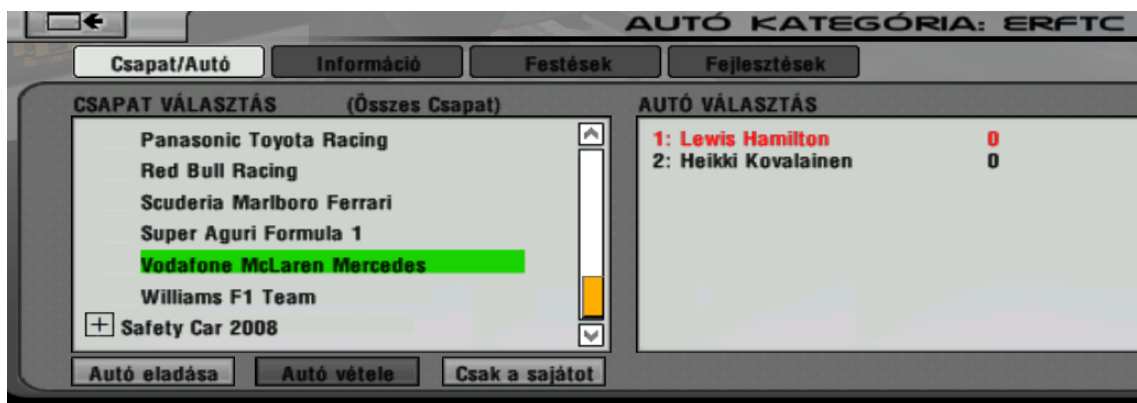 AUTÓ KATEGÓRIA: ERFTC
Csapat/Autó Információ Festések Fejlesztések
CSAPAT VÁLASZTÁS (Összes Csapat) AUTÓ VÁLASZTÁS
Panasonic Toyota Racing
Red Bull Racing
Scuderia Marlboro Ferrari
Super Aguri Formula 1
Vodafone McLaren Mercedes
Williams F1 Team
Safety Car 2008
1: Lewis Hamilton 0
2: Heikki Kovalainen 0
Autó eladása Autó vétele Csak a sajátot